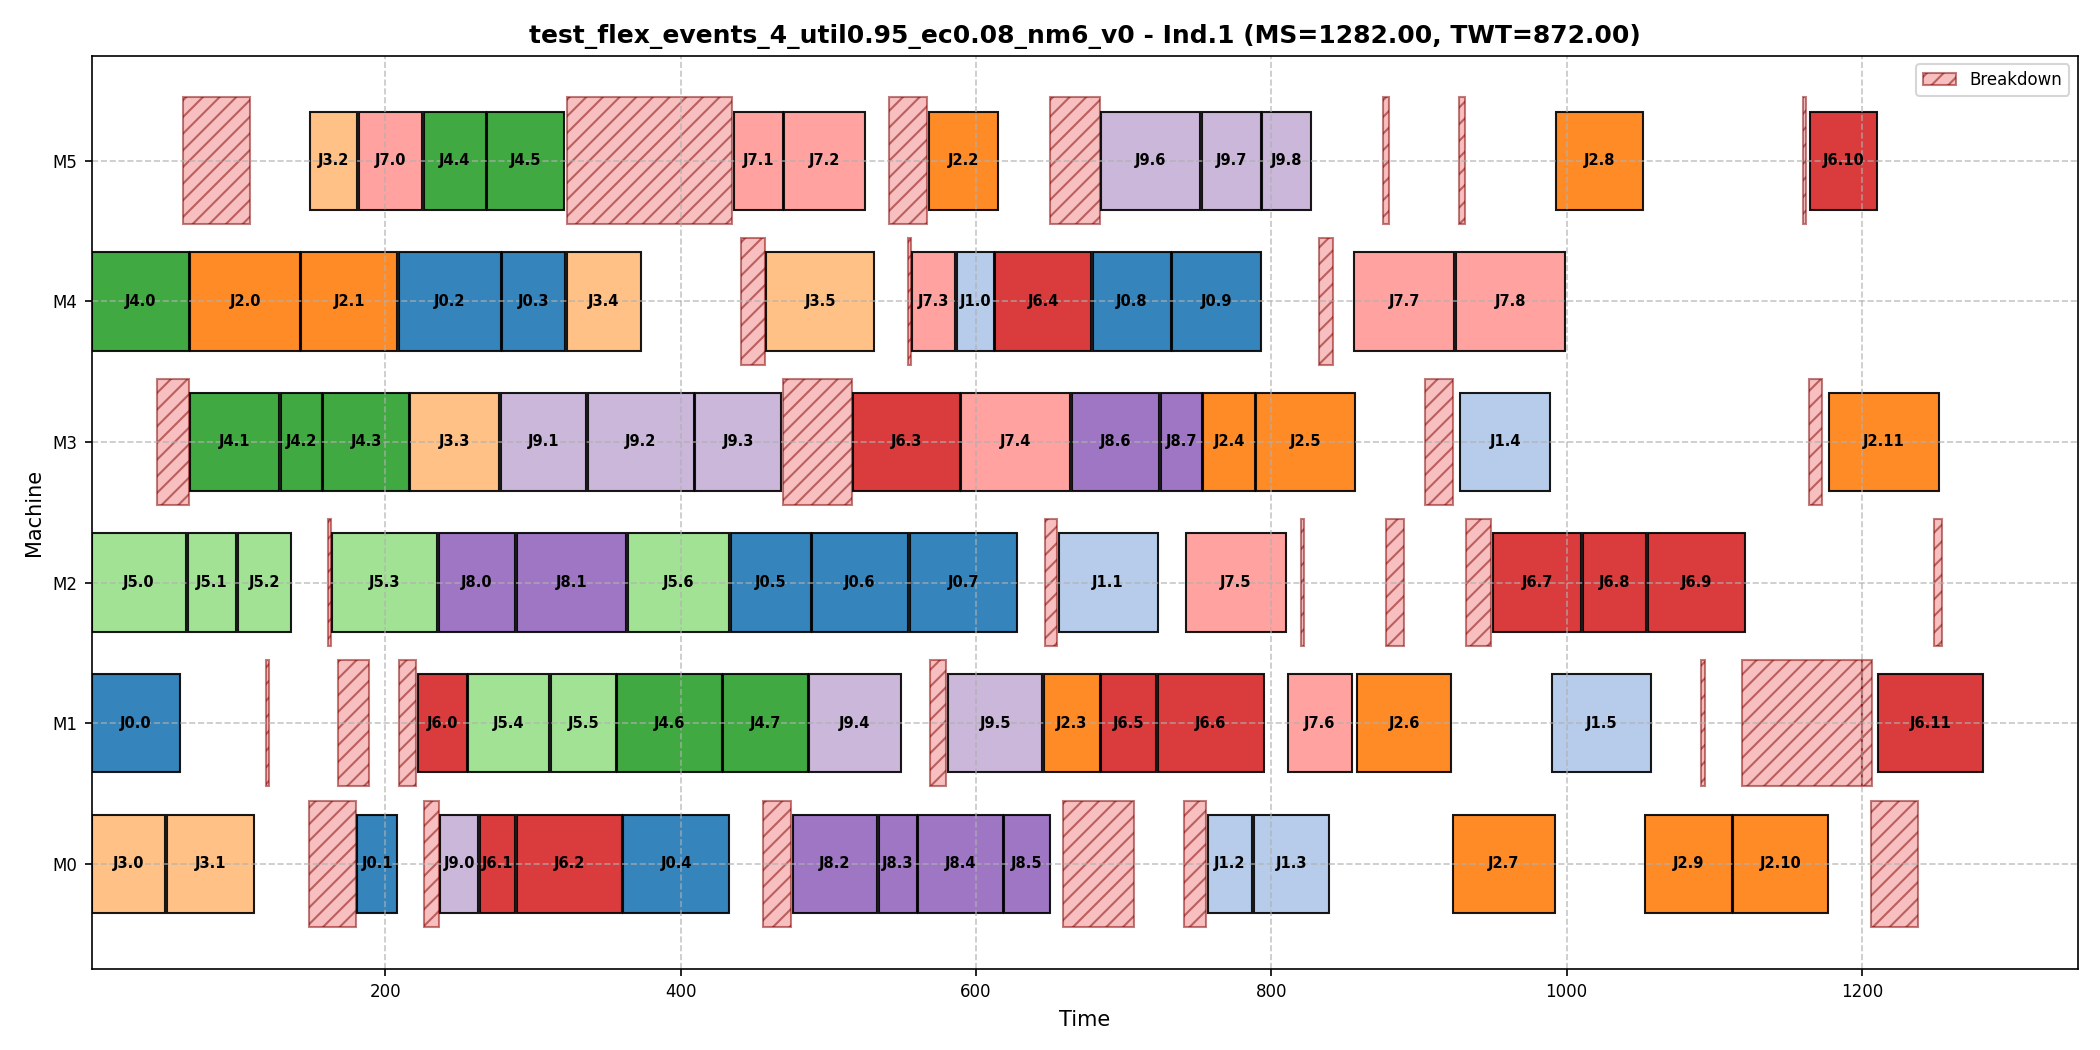 test_flex_events_4_util0.95_ec0.08_nm6_v0 - Ind.1 (MS=1282.00, TWT=872.00)
Breakdown
M5
J3.2 J7.0 J4.4 J4.5 J7.1 J7.2 J2.2 J9.6 J9.7 J9.8 J2.8 J6.10
M4
J4.0 J2.0 J2.1 J0.2 J0.3 J3.4 J3.5 J7.3 J1.0 J6.4 J0.8 J0.9 J7.7 J7.8
M3
J4.1 J4.2 J4.3 J3.3 J9.1 J9.2 J9.3 J6.3 J7.4 J8.6 J8.7 J2.4 J2.5 J1.4 J2.11
M2
J5.0 J5.1 J5.2 J5.3 J8.0 J8.1 J5.6 J0.5 J0.6 J0.7 J1.1 J7.5 J6.7 J6.8 J6.9
M1
J0.0 J6.0 J5.4 J5.5 J4.6 J4.7 J9.4 J9.5 J2.3 J6.5 J6.6 J7.6 J2.6 J1.5 J6.11
M0
J3.0 J3.1 J0.1 J9.0 J6.1 J6.2 J0.4 J8.2 J8.3 J8.4 J8.5 J1.2 J1.3 J2.7 J2.9 J2.10
Machine
200 400 600 800 1000 1200
Time